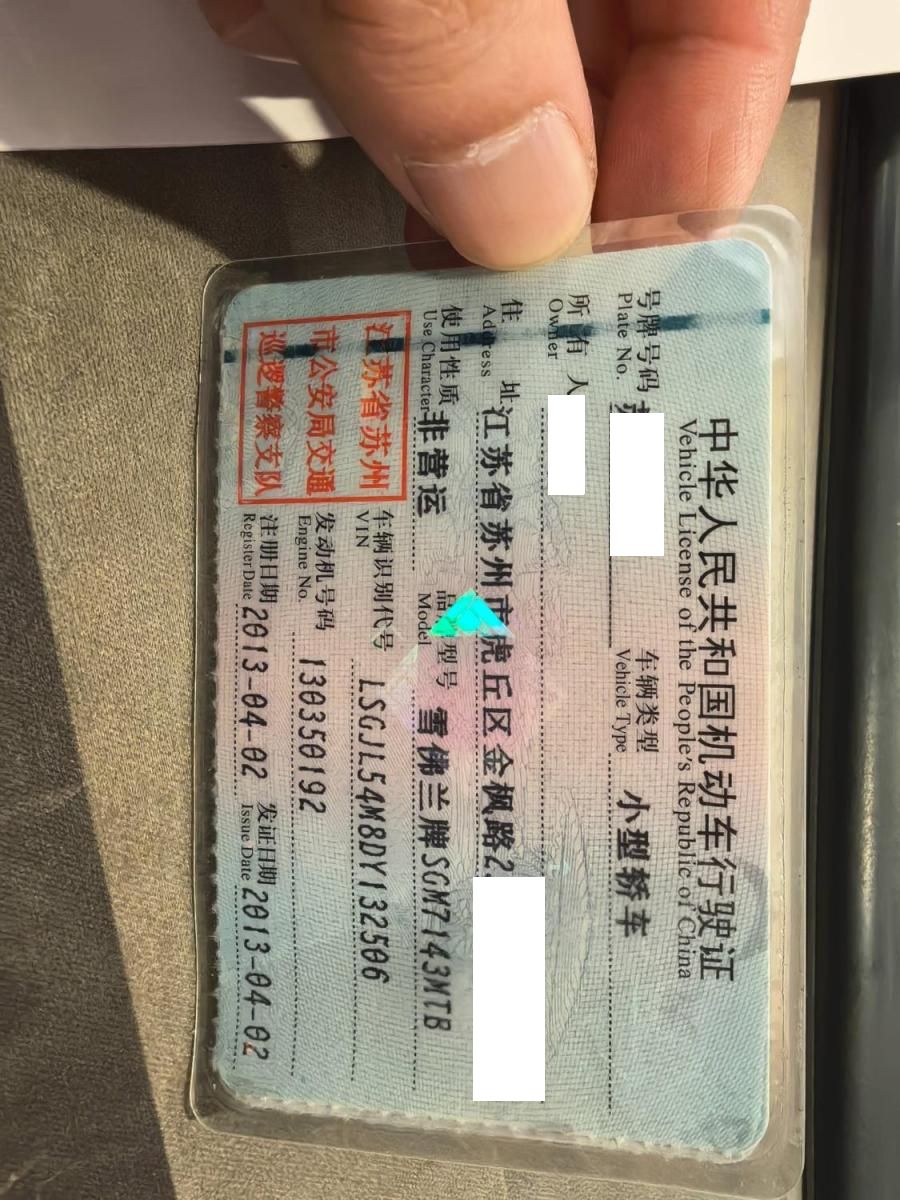 中华人民共和国机动车行驶证
Vehicle License of the People's Republic of China
号牌号码 车辆类型 小型轿车
Plate No. Vehicle Type
所有人
Owner
住址 江苏省苏州市虎丘区金枫路2
Address
使用性质 非营运 品牌型号 雪佛兰牌SGM7143MTB
Use Character Model
江苏省苏州
市公安局交通
巡逻警察支队
车辆识别代号 LSGJL54M8DY132506
VIN
发动机号码 130350192
Engine No.
注册日期 2013-04-02 发证日期 2013-04-02
Register Date Issue Date